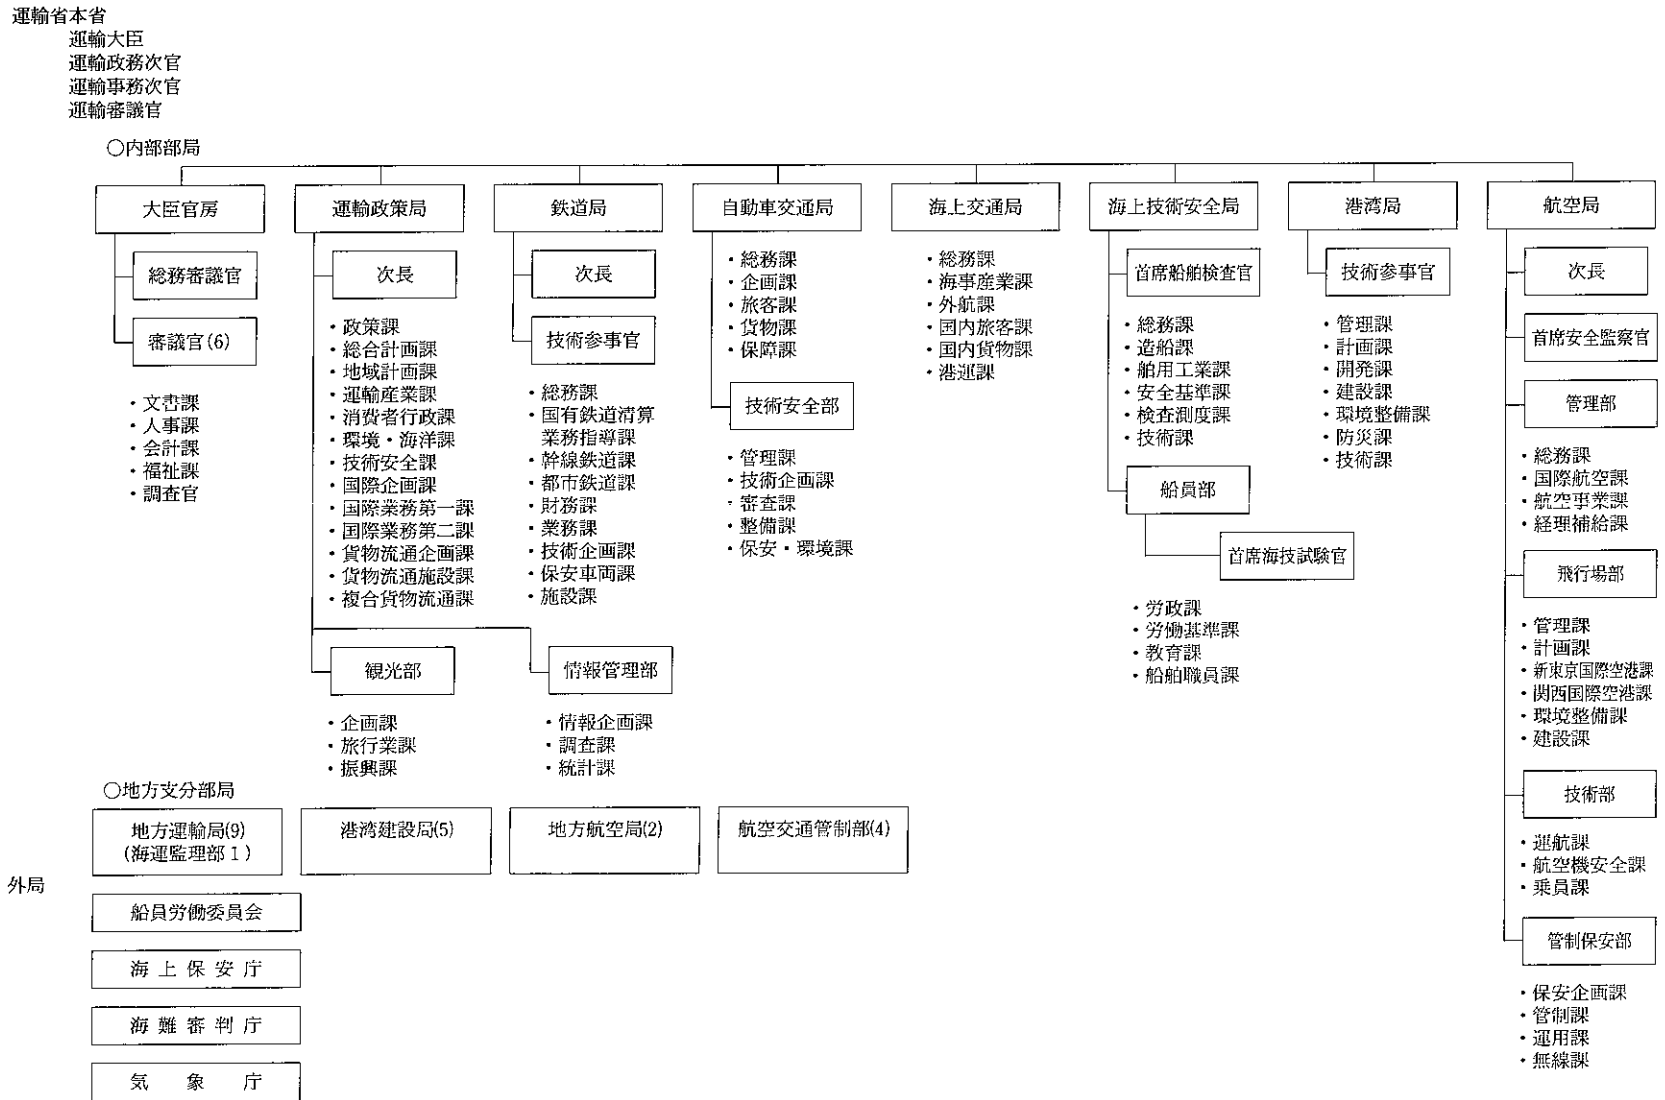 運輸省本省
運輸大臣
運輸政務次官
運輸事務次官
運輸審議官
○内部部局
大臣官房
総務審議官
審議官(6)
・文書課
・人事課
・会計課
・福祉課
・調査官
運輸政策局
次長
・政策課
・総合計画課
・地域計画課
・運輸産業課
・消費者行政課
・環境・海洋課
・技術安全課
・国際企画課
・国際業務第一課
・国際業務第二課
・貨物流通企画課
・貨物流通施設課
・複合貨物流通課
観光部
・企画課
・旅行業課
・振興課
情報管理部
・情報企画課
・調査課
・統計課
鉄道局
次長
技術参事官
・総務課
・国有鉄道清算
業務指導課
・幹線鉄道課
・都市鉄道課
・財務課
・業務課
・技術企画課
・保安車両課
・施設課
自動車交通局
・総務課
・企画課
・旅客課
・貨物課
・保障課
技術安全部
・管理課
・技術企画課
・審査課
・整備課
・保安・環境課
海上交通局
・総務課
・海事産業課
・外航課
・国内旅客課
・国内貨物課
・港運課
海上技術安全局
首席船舶検査官
・総務課
・造船課
・舶用工業課
・安全基準課
・検査測度課
・技術課
船員部
首席海技試験官
・労政課
・労働基準課
・教育課
・船舶職員課
港湾局
技術参事官
・管理課
・計画課
・開発課
・建設課
・環境整備課
・防災課
・技術課
航空局
次長
首席安全監察官
管理部
・総務課
・国際航空課
・航空事業課
・経理補給課
飛行場部
・管理課
・計画課
・新東京国際空港課
・関西国際空港課
・環境整備課
・建設課
技術部
・運航課
・航空機安全課
・乗員課
管制保安部
・保安企画課
・管制課
・運用課
・無線課
○地方支分部局
地方運輸局(9)
(海運監理部1)
港湾建設局(5)
地方航空局(2)
航空交通管制部(4)
外局
船員労働委員会
海上保安庁
海難審判庁
気象庁